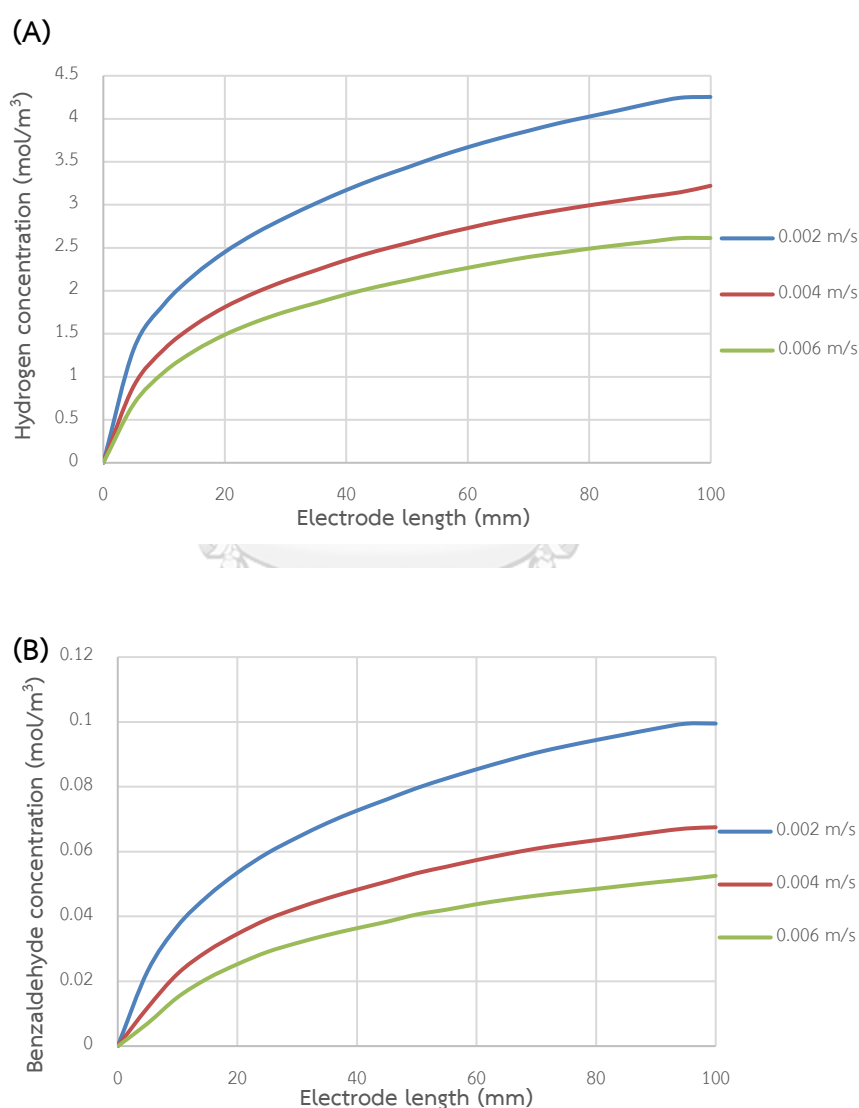 (A)
Hydrogen concentration (mol/m³)
4.5
4
3.5
3
2.5
2
1.5
1
0.5
0
0 20 40 60 80 100
Electrode length (mm)
0.002 m/s
0.004 m/s
0.006 m/s
(B)
Benzaldehyde concentration (mol/m³)
0.12
0.1
0.08
0.06
0.04
0.02
0
0 20 40 60 80 100
Electrode length (mm)
0.002 m/s
0.004 m/s
0.006 m/s